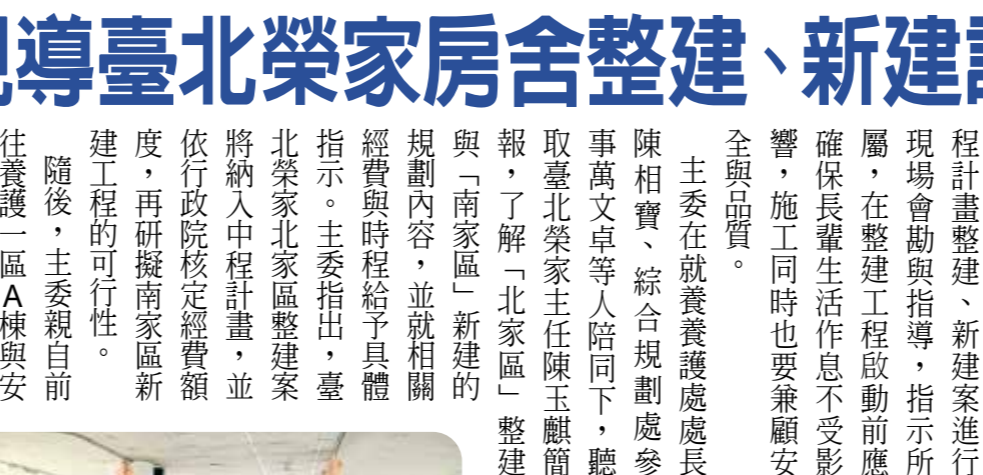 視導臺北榮家房舍整建、新建計
程計畫整建、新建案進行
現場會勘與指導，指示所
屬，在整建工程啟動前應
確保長輩生活作息不受影
響，施工同時也要兼顧安
全與品質。
主委在就養養護處處長
陳相寶、綜合規劃處參
事萬文卓等人陪同下，聽
取臺北榮家主任陳玉麒簡
報，了解「北家區」整建
與「南家區」新建的
規劃內容，並就相關
經費與時程給予具體
指示。主委指出，臺
北榮家北家區整建案
將納入中程計畫，並
依行政院核定經費額
度，再研擬南家區新
建工程的可行性。
隨後，主委親自前
往養護一區A棟與安